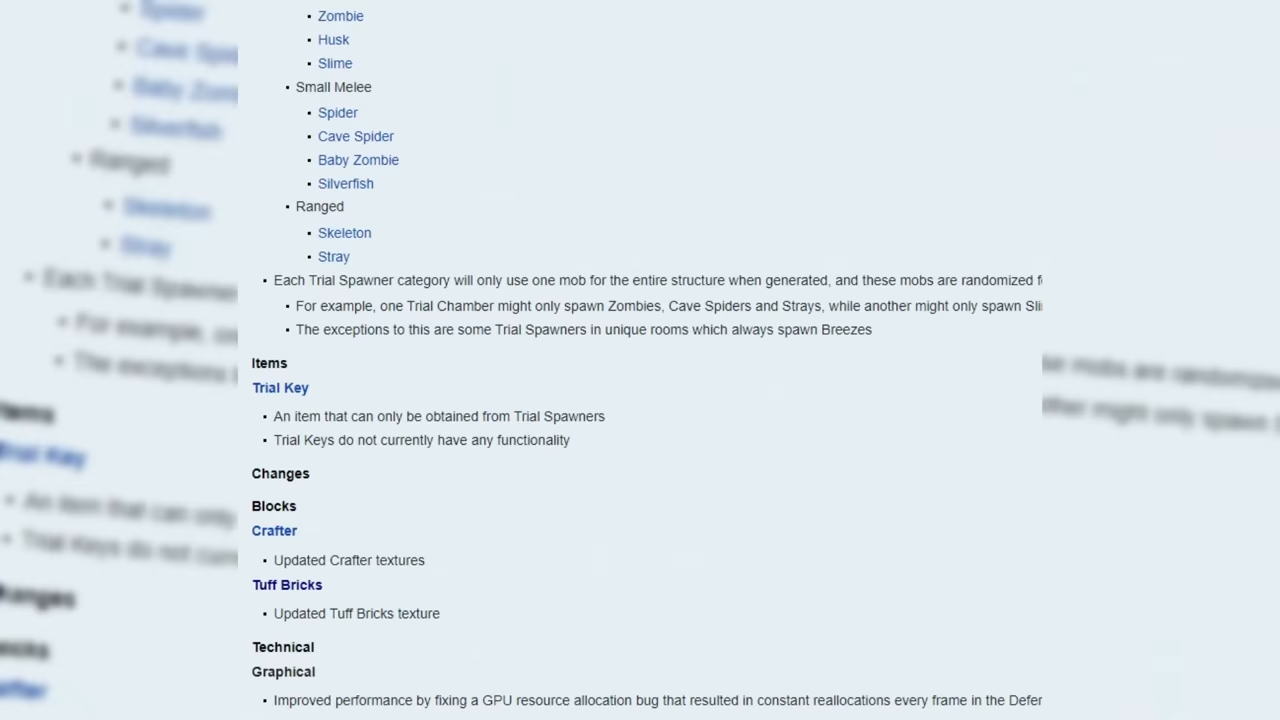 Zombie
Husk
Slime
Small Melee
Spider
Cave Spider
Baby Zombie
Silverfish
Ranged
Skeleton
Stray
Each Trial Spawner category will only use one mob for the entire structure when generated, and these mobs are randomized
For example, one Trial Chamber might only spawn Zombies, Cave Spiders and Strays, while another might only spawn
The exceptions to this are some Trial Spawners in unique rooms which always spawn Breezes
Items
Trial Key
An item that can only be obtained from Trial Spawners
Trial Keys do not currently have any functionality
Changes
Blocks
Crafter
Updated Crafter textures
Tuff Bricks
Updated Tuff Bricks texture
Technical
Graphical
Improved performance by fixing a GPU resource allocation bug that resulted in constant reallocations every frame in the